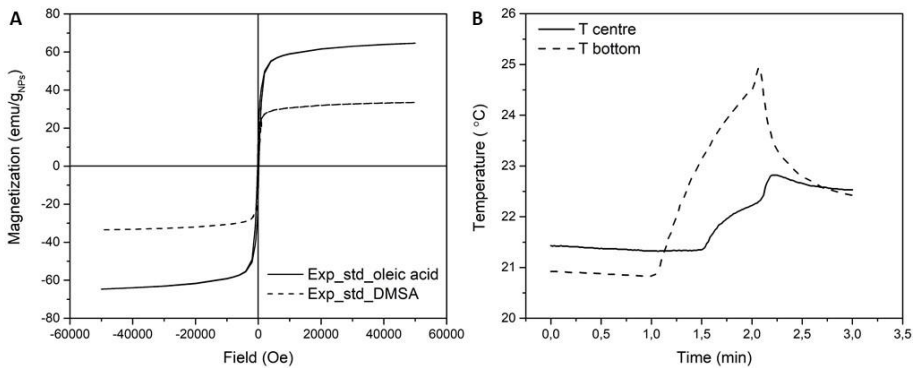 A
Magnetization (emu/gNPs)
80
60
40
20
0
-20
-40
-60
-80
-60000 -40000 -20000 0 20000 40000 60000
Field (Oe)
Exp_std_oleic acid
Exp_std_DMSA
B
Temperature ( °C)
26
25
24
23
22
21
20
0,0 0,5 1,0 1,5 2,0 2,5 3,0 3,5
Time (min)
T centre
T bottom